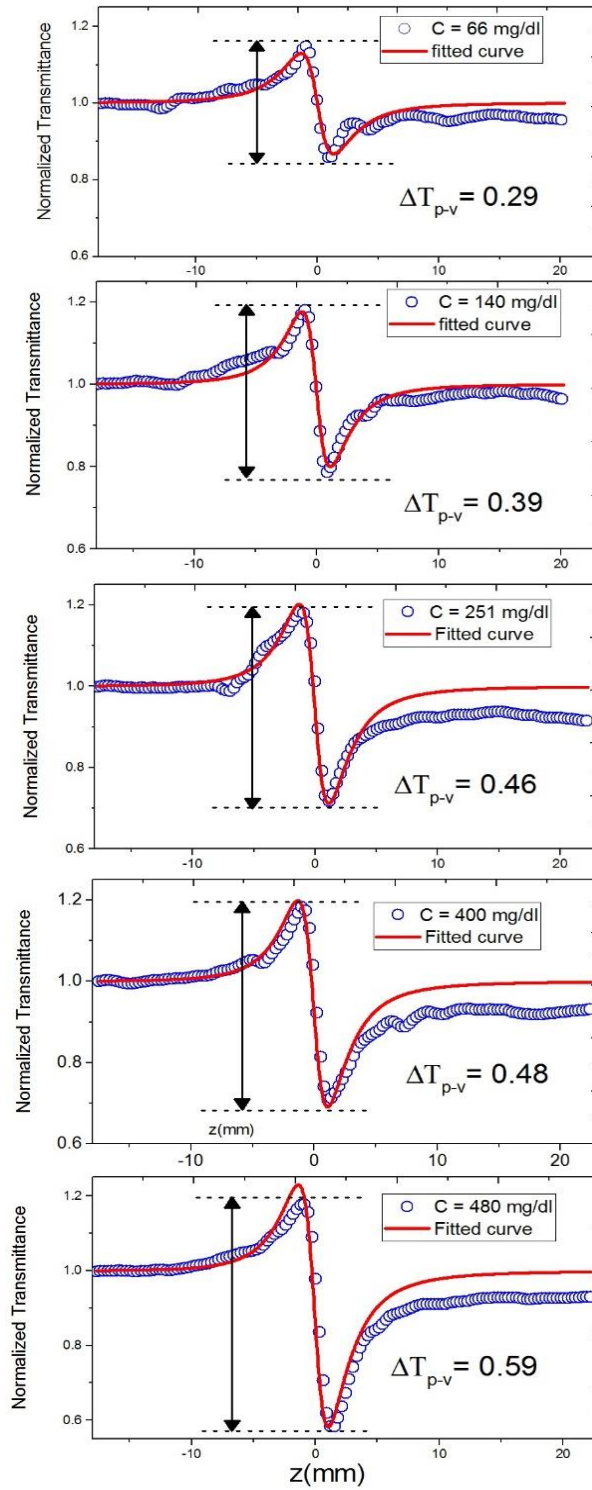 Normalized Transmittance
1.2
1.0
0.8
0.6
C = 66 mg/dl
fitted curve
ΔTp-v = 0.29
-10 0 10 20
Normalized Transmittance
1.2
1.0
0.8
0.6
C = 140 mg/dl
fitted curve
ΔTp-v = 0.39
-10 0 10 20
Normalized Transmittance
1.2
1.0
0.8
0.6
C = 251 mg/dl
Fitted curve
ΔTp-v = 0.46
-10 0 10 20
Normalized Transmittance
1.2
1.0
0.8
0.6
C = 400 mg/dl
Fitted curve
ΔTp-v = 0.48
z(mm)
-10 0 10 20
Normalized Transmittance
1.2
1.0
0.8
0.6
C = 480 mg/dl
Fitted curve
ΔTp-v = 0.59
-10 0 10 20
z(mm)